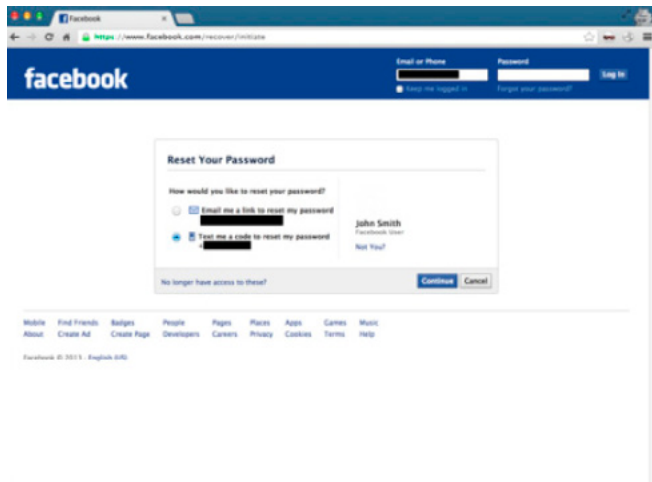 Facebook
https://www.facebook.com/recover/initiate
facebook
Email or Phone
Password
Log In
Keep me logged in
Forgot your password?
Reset Your Password
How would you like to reset your password?
Email me a link to reset my password
Text me a code to reset my password
+
John Smith
Facebook User
Not You?
No longer have access to these?
Continue
Cancel
Mobile Find Friends Badges People Pages Places Apps Games Music
About Create Ad Create Page Developers Careers Privacy Cookies Terms Help
Facebook © 2013 · English (US)